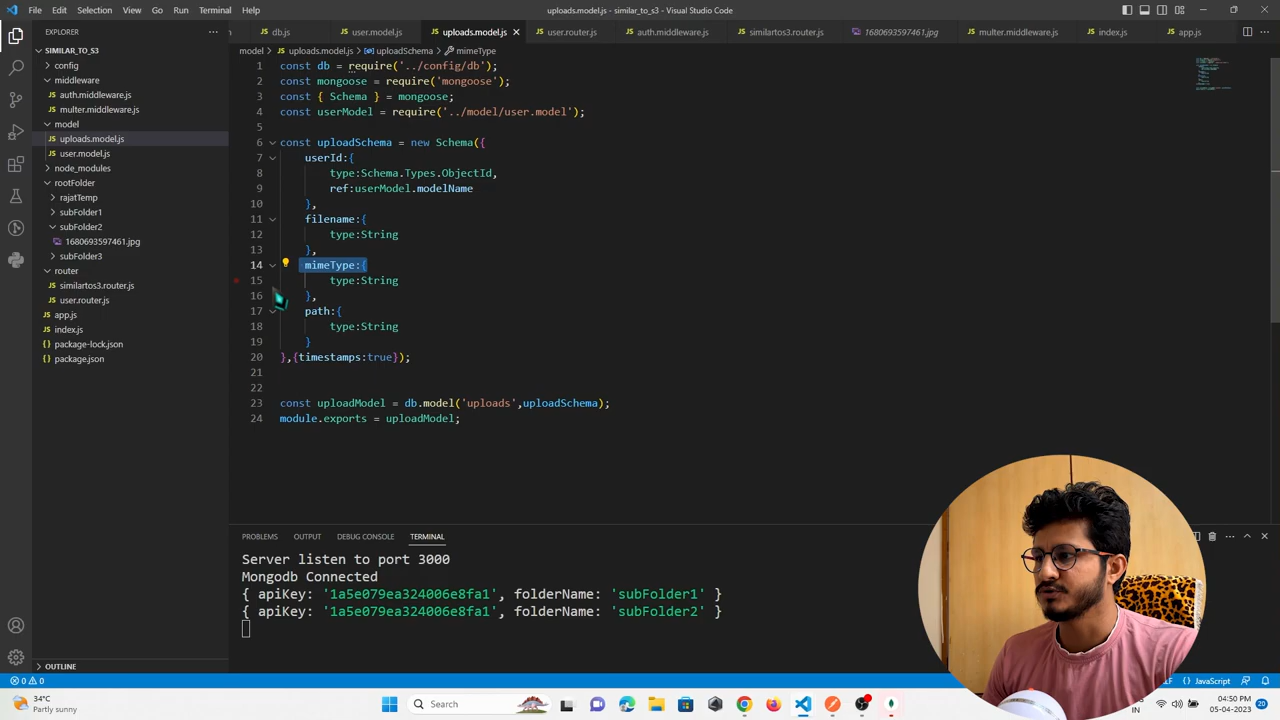 File Edit Selection View Go Run Terminal Help
uploads.model.js - similar_to_s3 - Visual Studio Code
EXPLORER
db.js
user.model.js
uploads.model.js
user.router.js
auth.middleware.js
similartos3.router.js
1680693597461.jpg
multer.middleware.js
index.js
app.js
model > uploads.model.js > uploadSchema > mimeType
SIMILAR_TO_S3
config
middleware
auth.middleware.js
multer.middleware.js
model
uploads.model.js
user.model.js
node_modules
rootFolder
rajatTemp
subFolder1
subFolder2
1680693597461.jpg
subFolder3
router
similartos3.router.js
user.router.js
app.js
index.js
package-lock.json
package.json
OUTLINE
1 const db = require('../config/db');
2 const mongoose = require('mongoose');
3 const { Schema } = mongoose;
4 const userModel = require('../model/user.model');
5
6 const uploadSchema = new Schema({
7 userId:{
8 type:Schema.Types.ObjectId,
9 ref:userModel.modelName
10 },
11 filename:{
12 type:String
13 },
14 mimeType:{
15 type:String
16 },
17 path:{
18 type:String
19 }
20 },{timestamps:true});
21
22
23 const uploadModel = db.model('uploads',uploadSchema);
24 module.exports = uploadModel;
PROBLEMS OUTPUT DEBUG CONSOLE TERMINAL
Server listen to port 3000
Mongodb Connected
{ apiKey: '1a5e079ea324006e8fa1', folderName: 'subFolder1' }
{ apiKey: '1a5e079ea324006e8fa1', folderName: 'subFolder2' }
0 0
LF {} JavaScript
34°C
Partly sunny
Search
IN
04:50 PM
05-04-2023
20